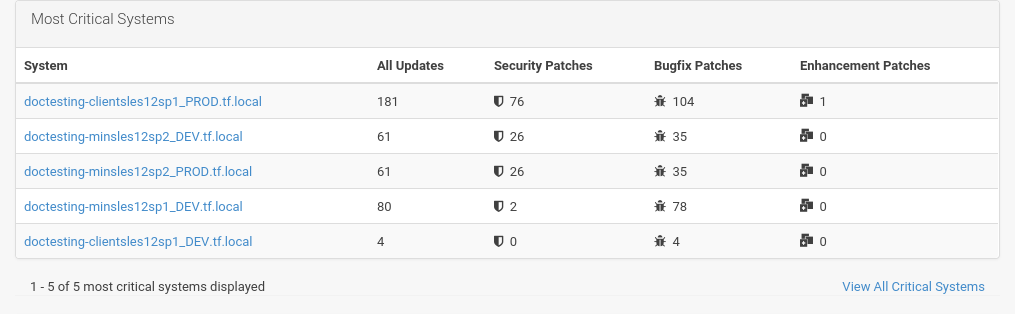 Most Critical Systems
System All Updates Security Patches Bugfix Patches Enhancement Patches
doctesting-clientsles12sp1_PROD.tf.local 181 76 104 1
doctesting-minsles12sp2_DEV.tf.local 61 26 35 0
doctesting-minsles12sp2_PROD.tf.local 61 26 35 0
doctesting-minsles12sp1_DEV.tf.local 80 2 78 0
doctesting-clientsles12sp1_DEV.tf.local 4 0 4 0
1 - 5 of 5 most critical systems displayed View All Critical Systems